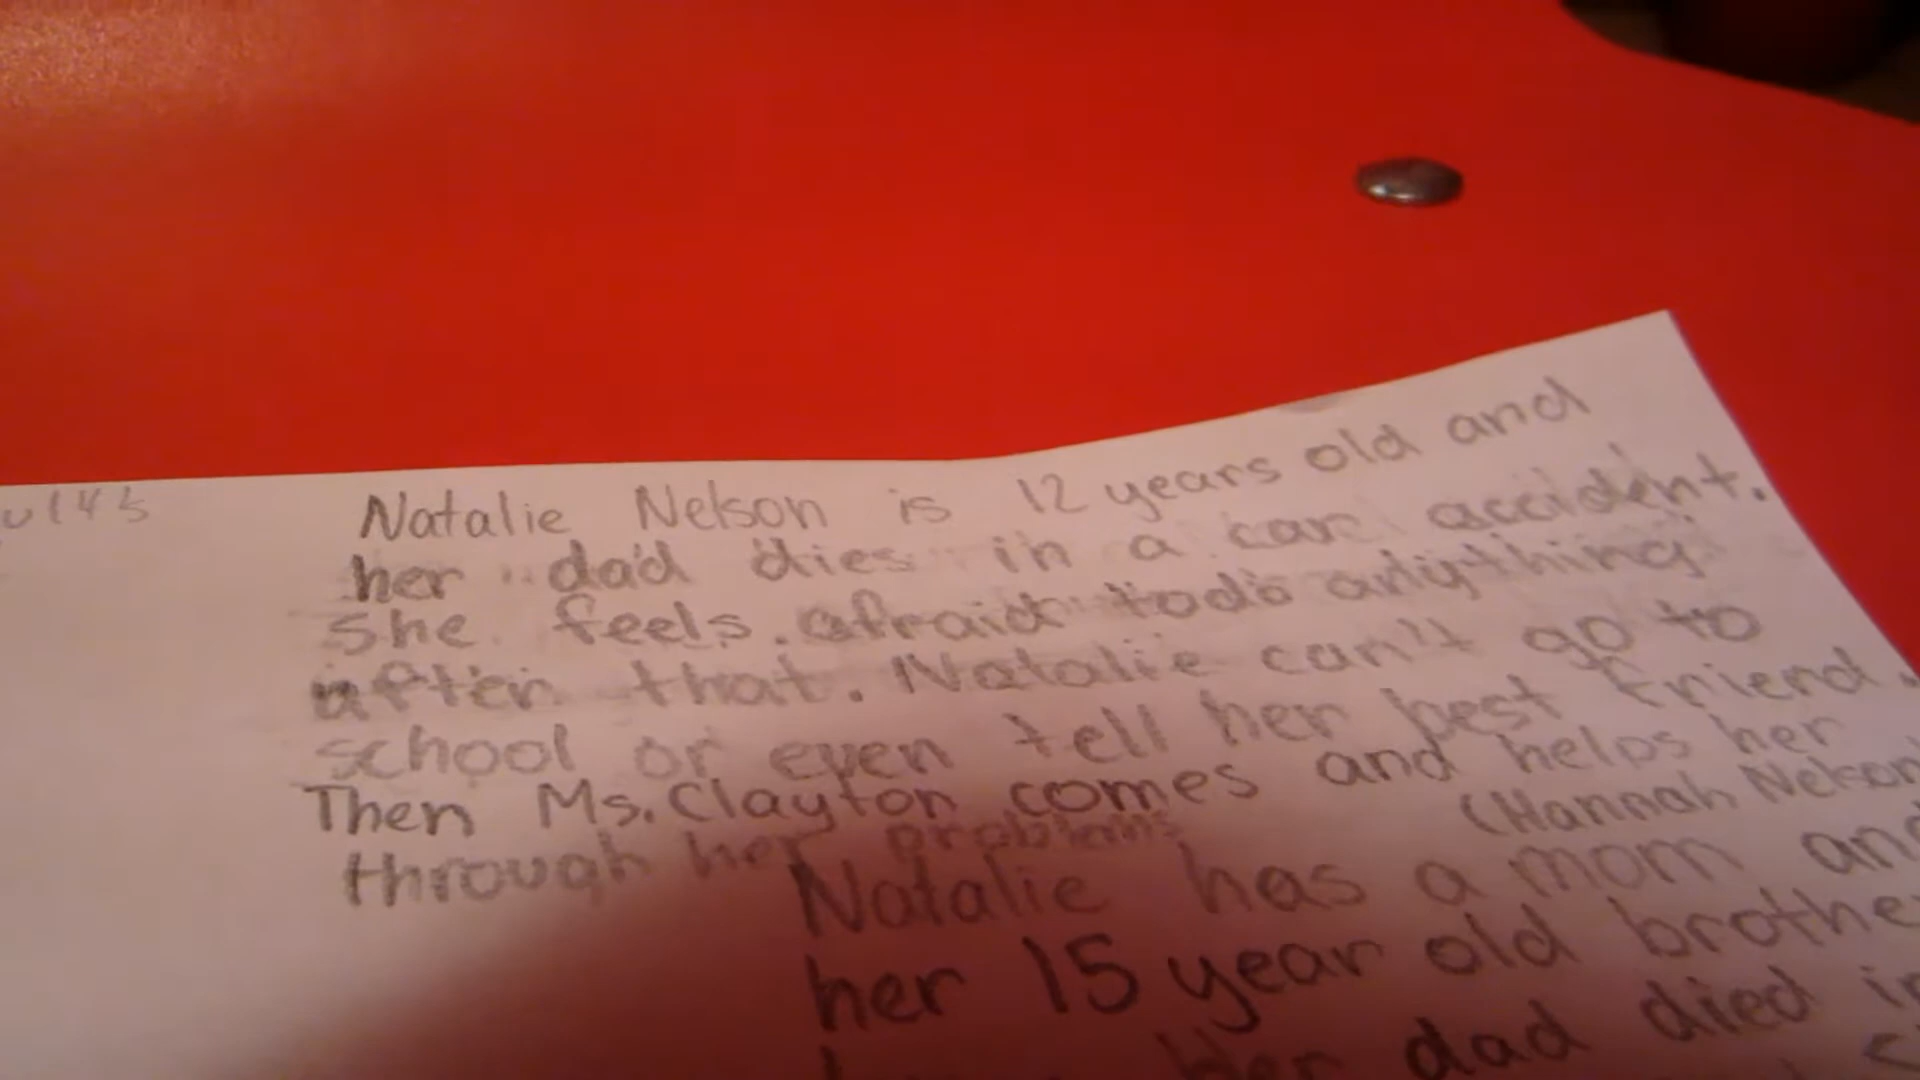 Natalie Nelson is 12 years old and
her dad dies in a car accident.
She feels afraid to do anything
after that. Natalie can't go to
school or even tell her best friend.
Then Ms. Clayton comes and helps her
through her problems
(Hannah Nelson)
Natalie has a mom and
her 15 year old brother
Her dad died in